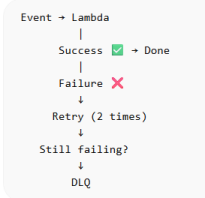 Event → Lambda
|
Success ✅ → Done
|
Failure ❌
↓
Retry (2 times)
↓
Still failing?
↓
DLQ